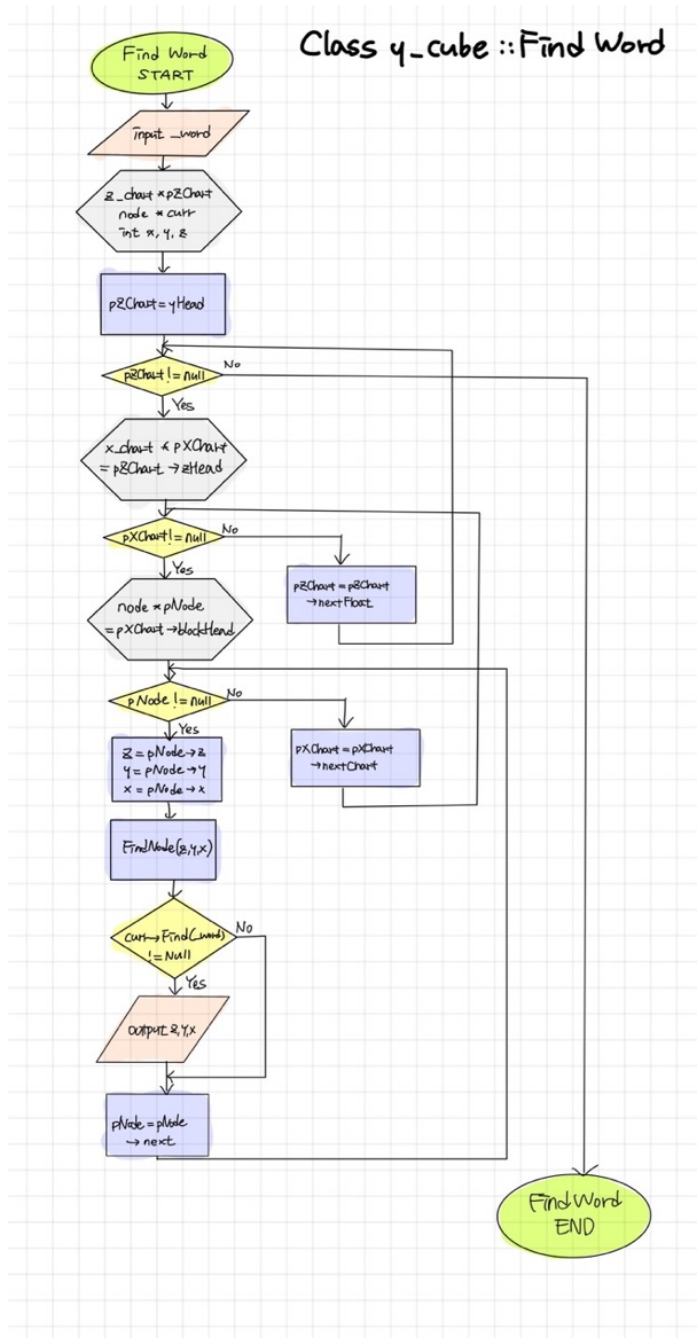 Class y_cube::Find Word
Find Word
START
input _word
z_chart *pZChart
node * curr
int x, y, z
pZChart = yHead
pZChart != null
No
Yes
x_chart * pXChart
= pZChart → zHead
pXChart != null
No
Yes
pZChart = pZChart
→ nextFloat
node * pNode
= pXChart → blockHead
pNode != null
No
Yes
z = pNode → z
y = pNode → y
x = pNode → x
pXChart = pXChart
→ nextChart
FindNode(z,y,x)
curr → Find(_word)
!= Null
No
Yes
output z,y,x
pNode = pNode
→ next
Find Word
END